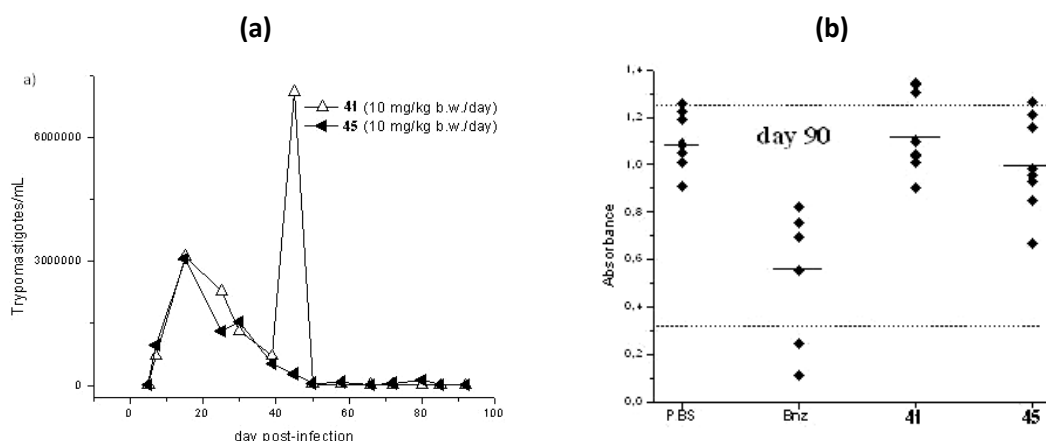 (a)
a)
41 (10 mg/kg b.w./day)
45 (10 mg/kg b.w./day)
6000000
3000000
0
Trypomastigotes/mL
0 20 40 60 80 100
day post-infection
(b)
1,4
1,2
1,0
0,8
0,6
0,4
0,2
0,0
Absorbance
day 90
PBS Bnz 41 45